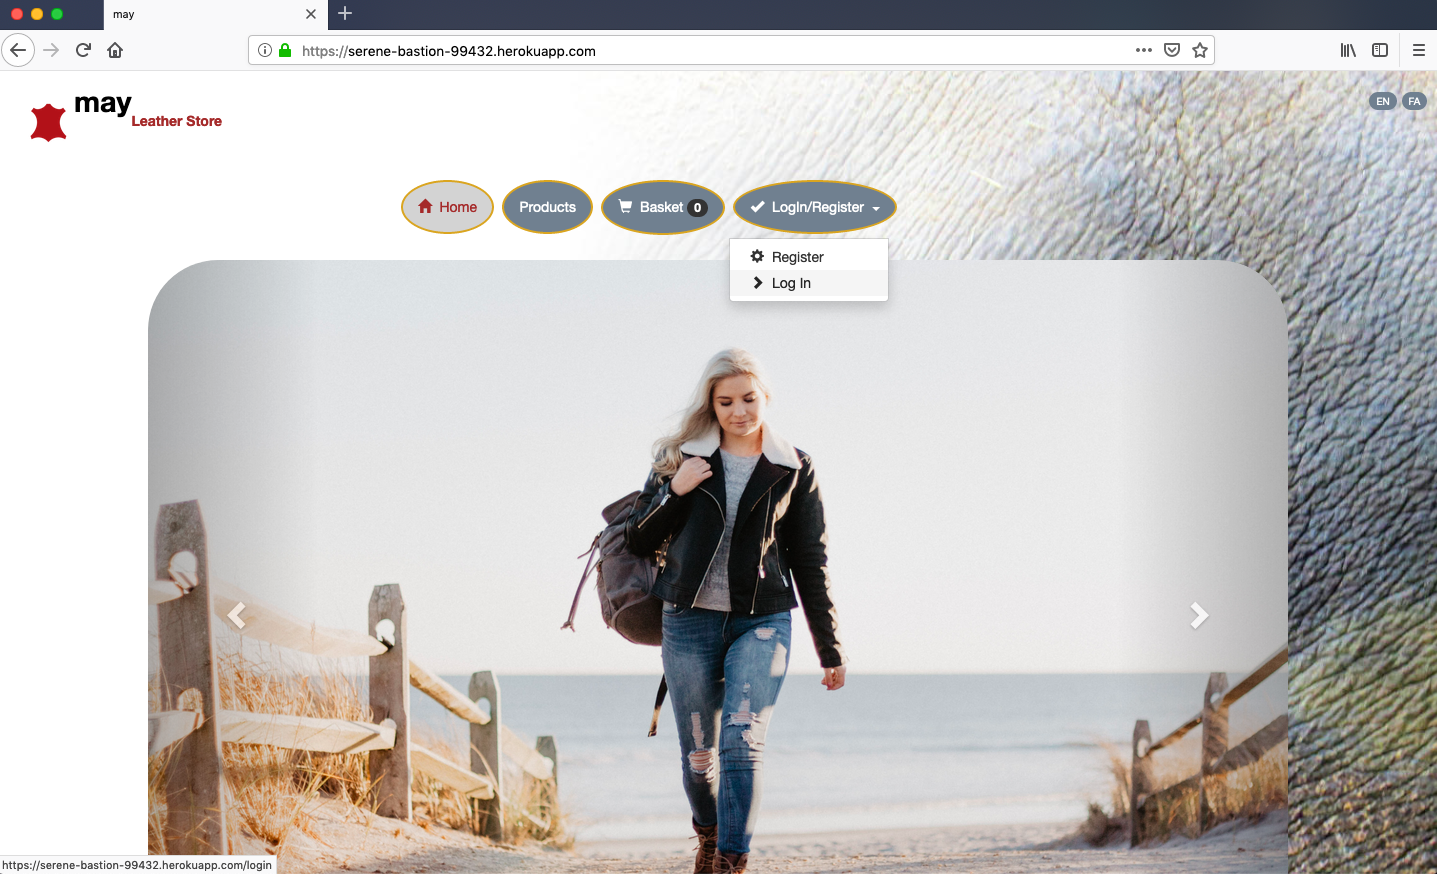 may
https://serene-bastion-99432.herokuapp.com
may
Leather Store
EN FA
Home Products Basket 0 LogIn/Register
Register
Log In
https://serene-bastion-99432.herokuapp.com/login